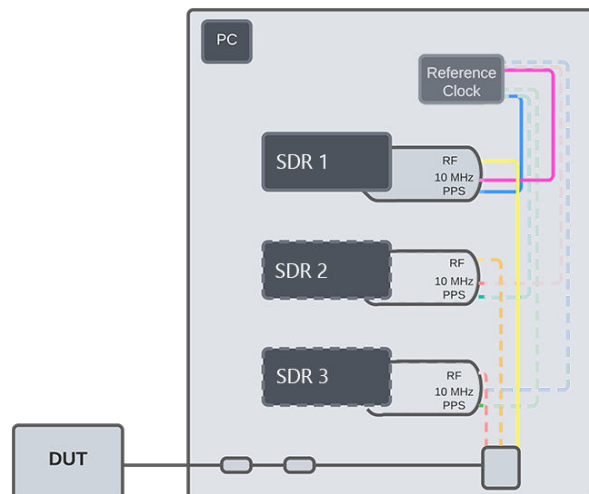 PC
Reference
Clock
SDR 1
RF
10 MHz
PPS
SDR 2
RF
10 MHz
PPS
SDR 3
RF
10 MHz
PPS
DUT